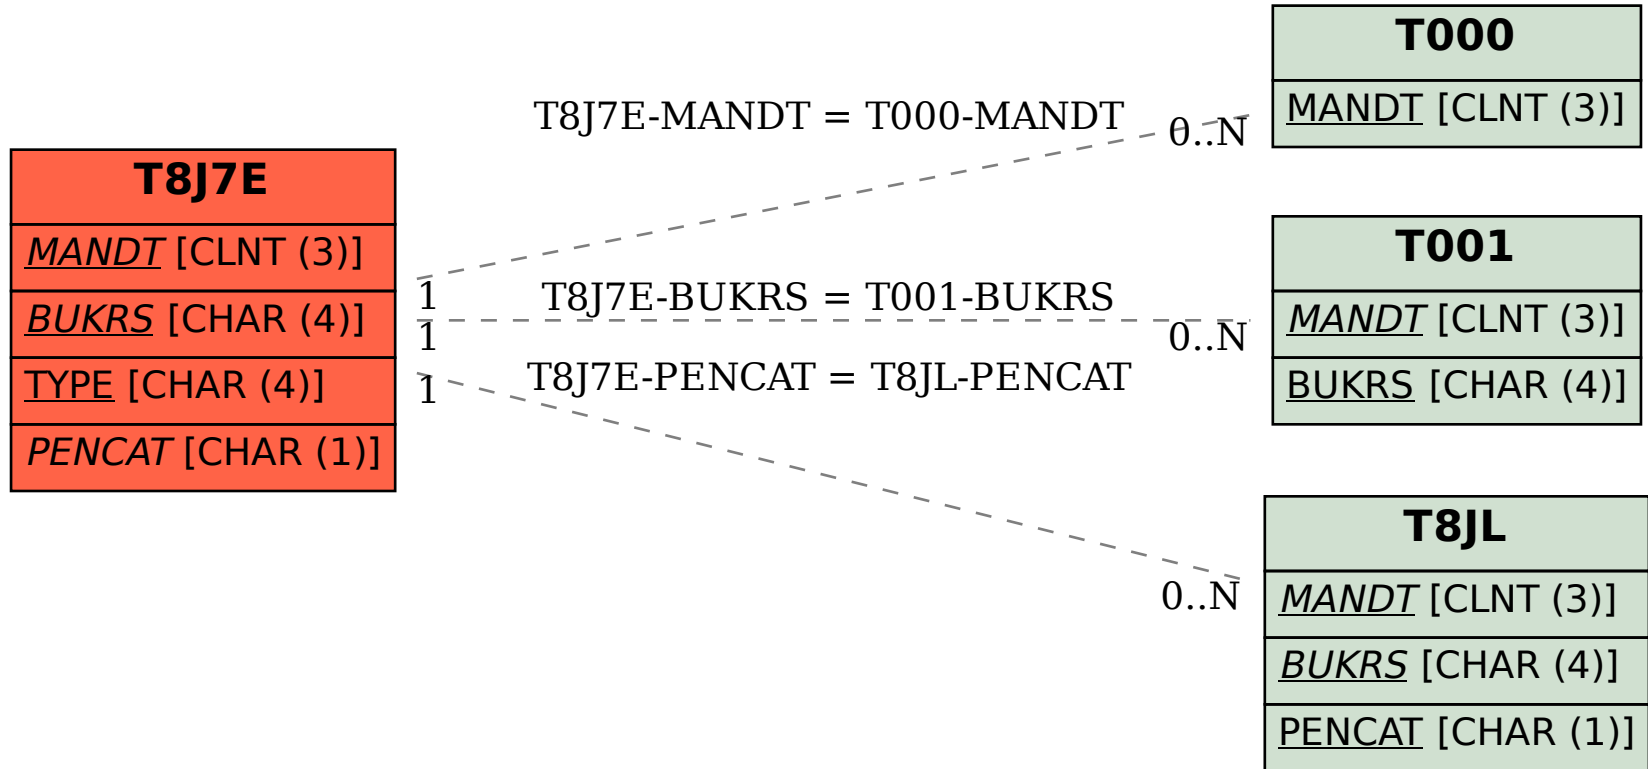 T8J7E
MANDT [CLNT (3)]
BUKRS [CHAR (4)]
TYPE [CHAR (4)]
PENCAT [CHAR (1)]
T8J7E-MANDT = T000-MANDT
0..N
1
T8J7E-BUKRS = T001-BUKRS
1
0..N
T8J7E-PENCAT = T8JL-PENCAT
1
0..N
T000
MANDT [CLNT (3)]
T001
MANDT [CLNT (3)]
BUKRS [CHAR (4)]
T8JL
MANDT [CLNT (3)]
BUKRS [CHAR (4)]
PENCAT [CHAR (1)]